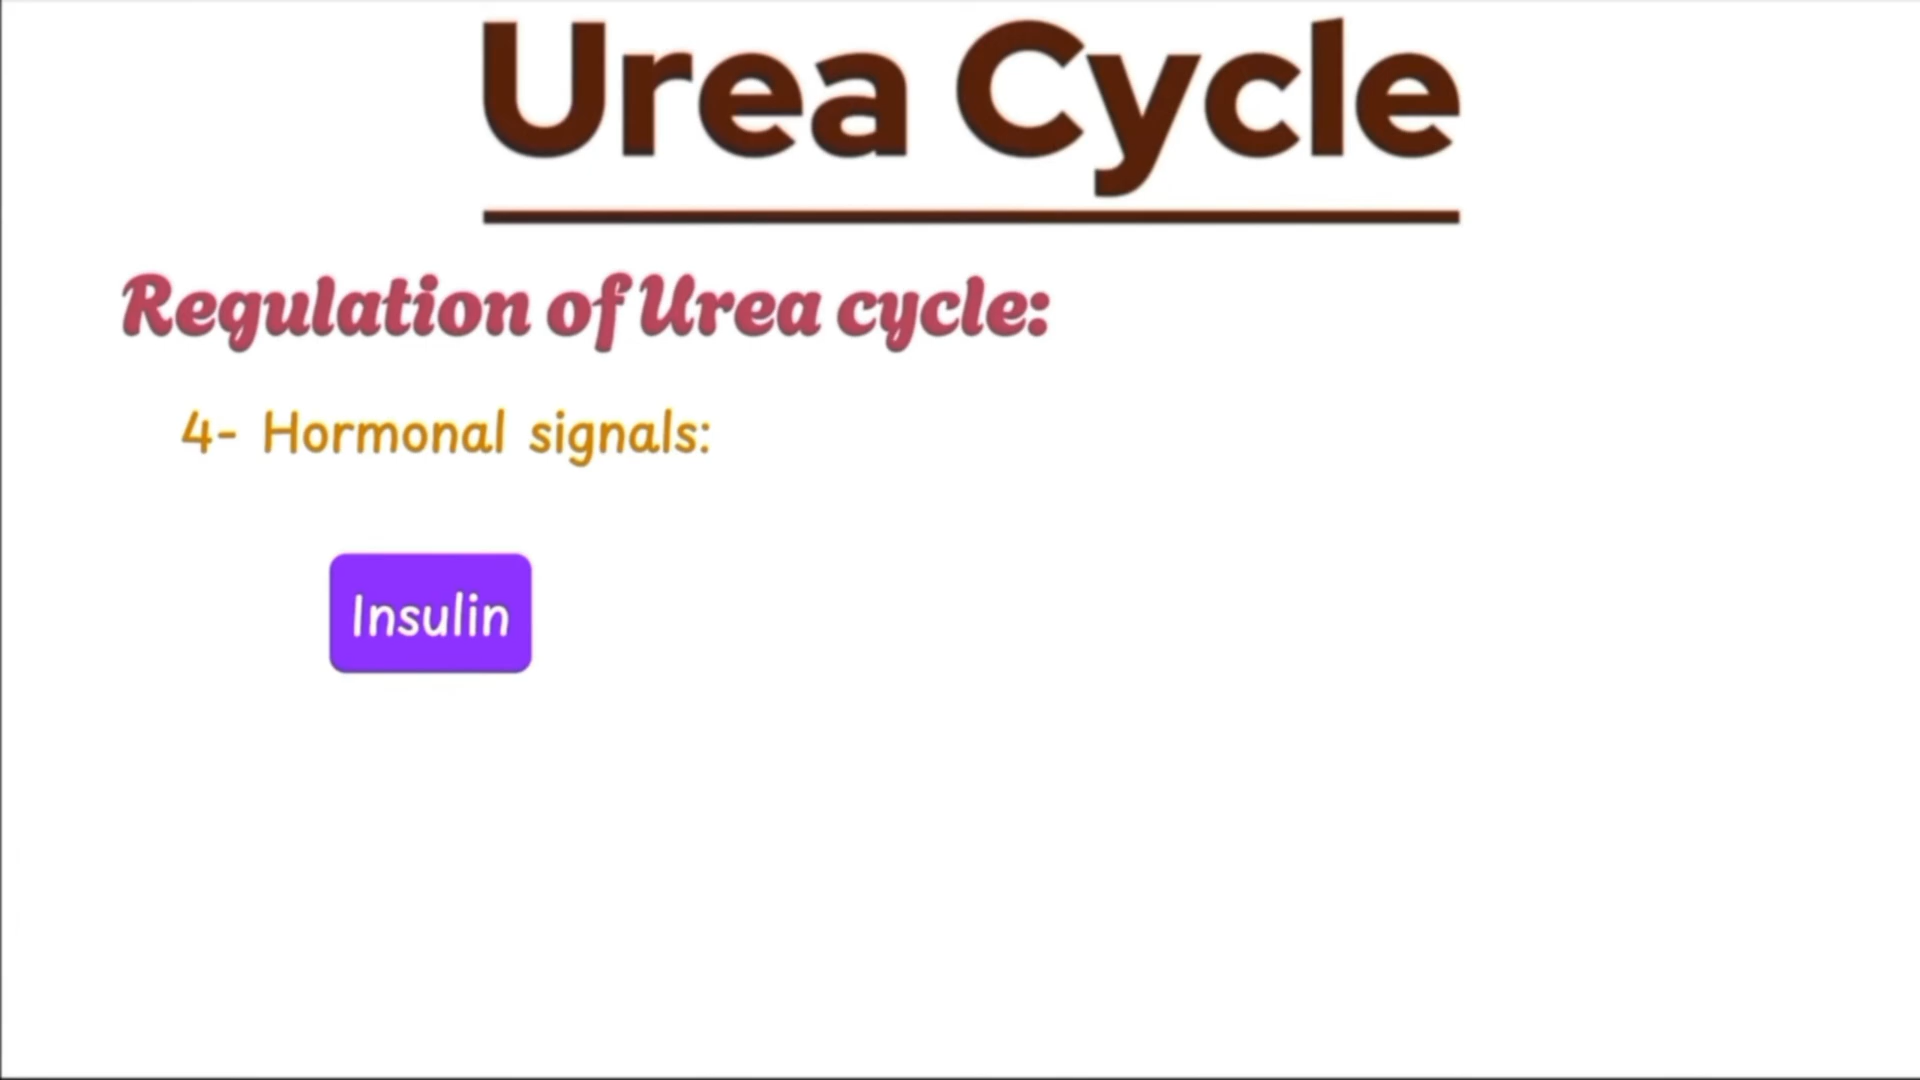 Urea Cycle
Regulation of Urea cycle:
4- Hormonal signals:
Insulin